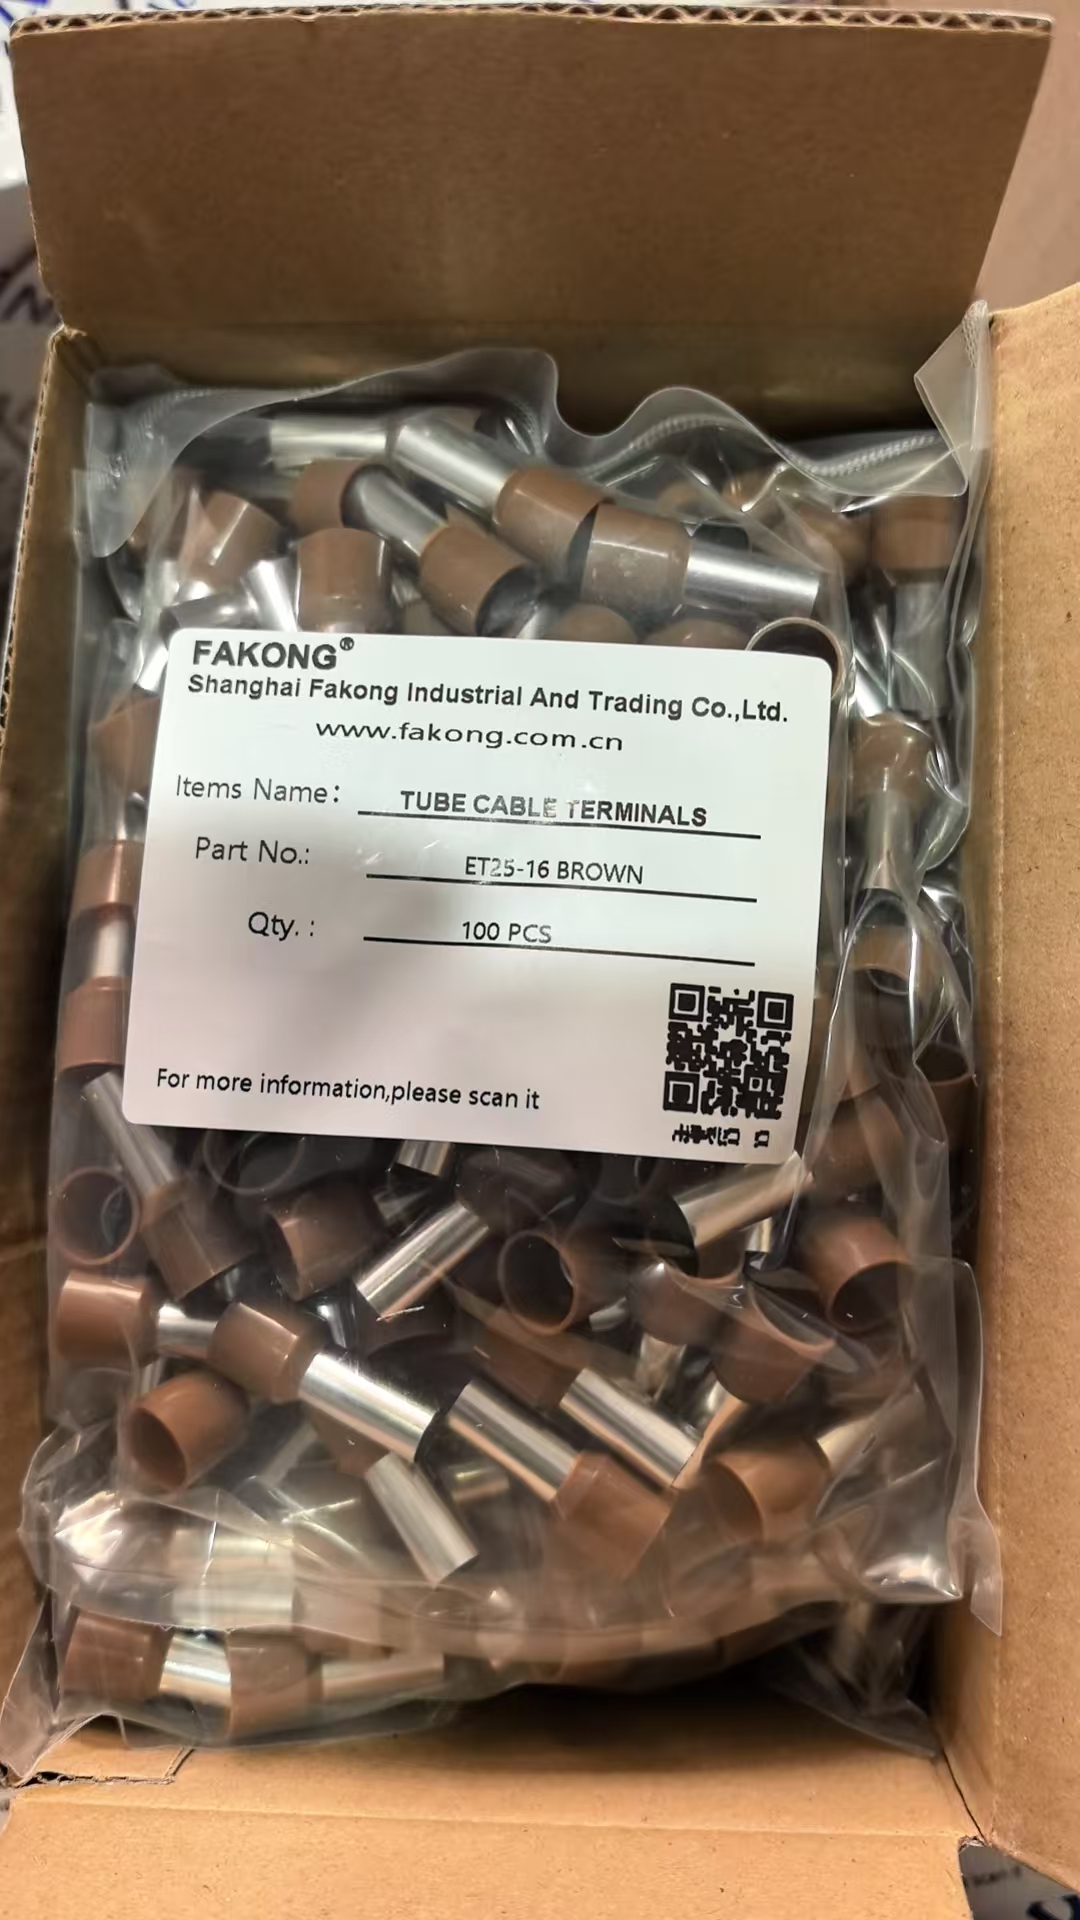 FAKONG®
Shanghai Fakong Industrial And Trading Co.,Ltd.
www.fakong.com.cn
Items Name: TUBE CABLE TERMINALS
Part No.: ET25-16 BROWN
Qty. : 100 PCS
For more information,please scan it